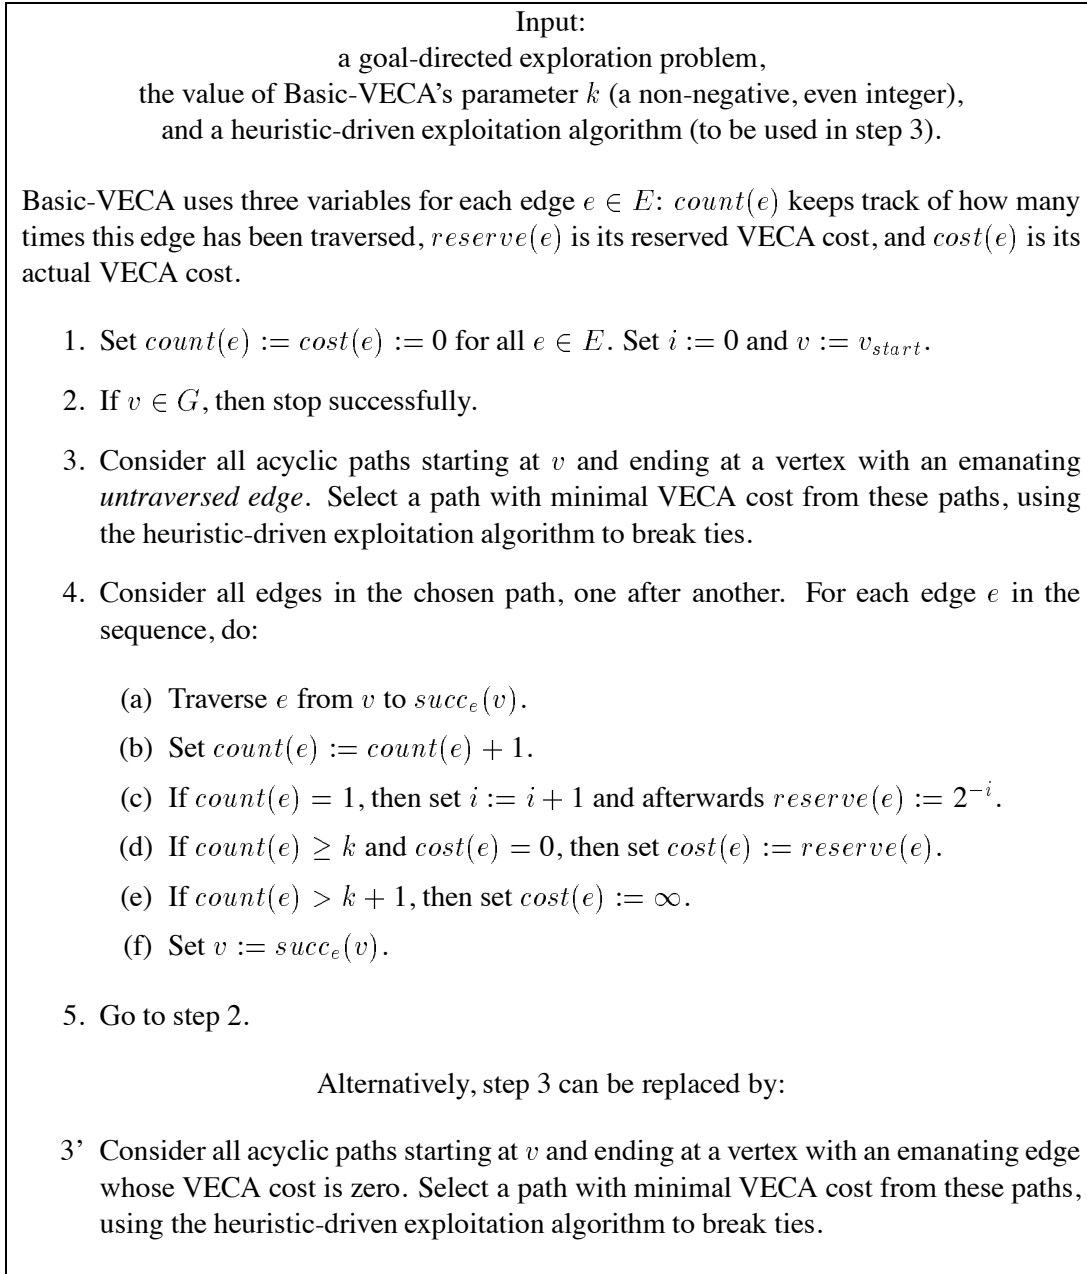 Input:
a goal-directed exploration problem,
the value of Basic-VECA's parameter k (a non-negative, even integer),
and a heuristic-driven exploitation algorithm (to be used in step 3).
Basic-VECA uses three variables for each edge e ∈ E: count(e) keeps track of how many
times this edge has been traversed, reserve(e) is its reserved VECA cost, and cost(e) is its
actual VECA cost.
1. Set count(e) := cost(e) := 0 for all e ∈ E. Set i := 0 and v := v_start.
2. If v ∈ G, then stop successfully.
3. Consider all acyclic paths starting at v and ending at a vertex with an emanating
untraversed edge. Select a path with minimal VECA cost from these paths, using
the heuristic-driven exploitation algorithm to break ties.
4. Consider all edges in the chosen path, one after another. For each edge e in the
sequence, do:
(a) Traverse e from v to succ_e(v).
(b) Set count(e) := count(e) + 1.
(c) If count(e) = 1, then set i := i + 1 and afterwards reserve(e) := 2^{-i}.
(d) If count(e) ≥ k and cost(e) = 0, then set cost(e) := reserve(e).
(e) If count(e) > k + 1, then set cost(e) := ∞.
(f) Set v := succ_e(v).
5. Go to step 2.
Alternatively, step 3 can be replaced by:
3' Consider all acyclic paths starting at v and ending at a vertex with an emanating edge
whose VECA cost is zero. Select a path with minimal VECA cost from these paths,
using the heuristic-driven exploitation algorithm to break ties.